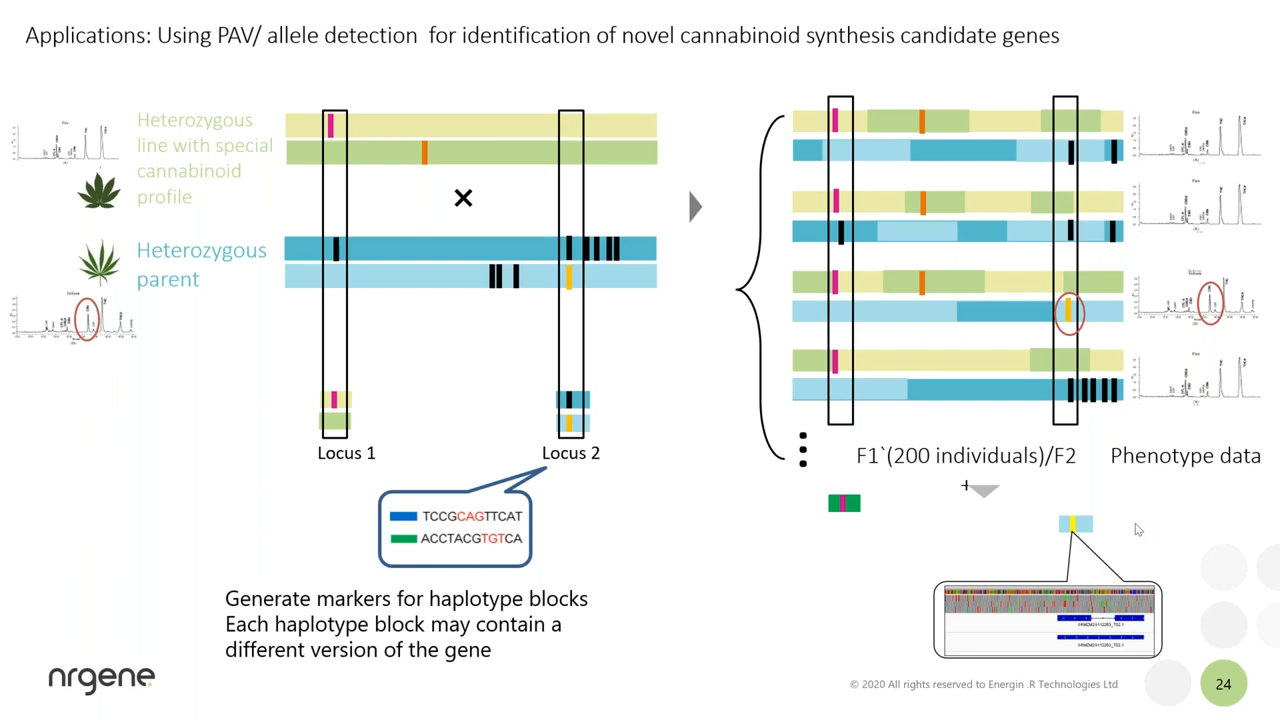 Applications: Using PAV/ allele detection  for identification of novel cannabinoid synthesis candidate genes
Heterozygous
line with special
cannabinoid
profile
Heterozygous
parent
Locus 1
Locus 2
TCCGCAGTTCAT
ACCTACGTGTCA
Generate markers for haplotype blocks
Each haplotype block may contain a
different version of the gene
F1`(200 individuals)/F2
Phenotype data
+
nrgene
© 2020 All rights reserved to Energin .R Technologies Ltd
24